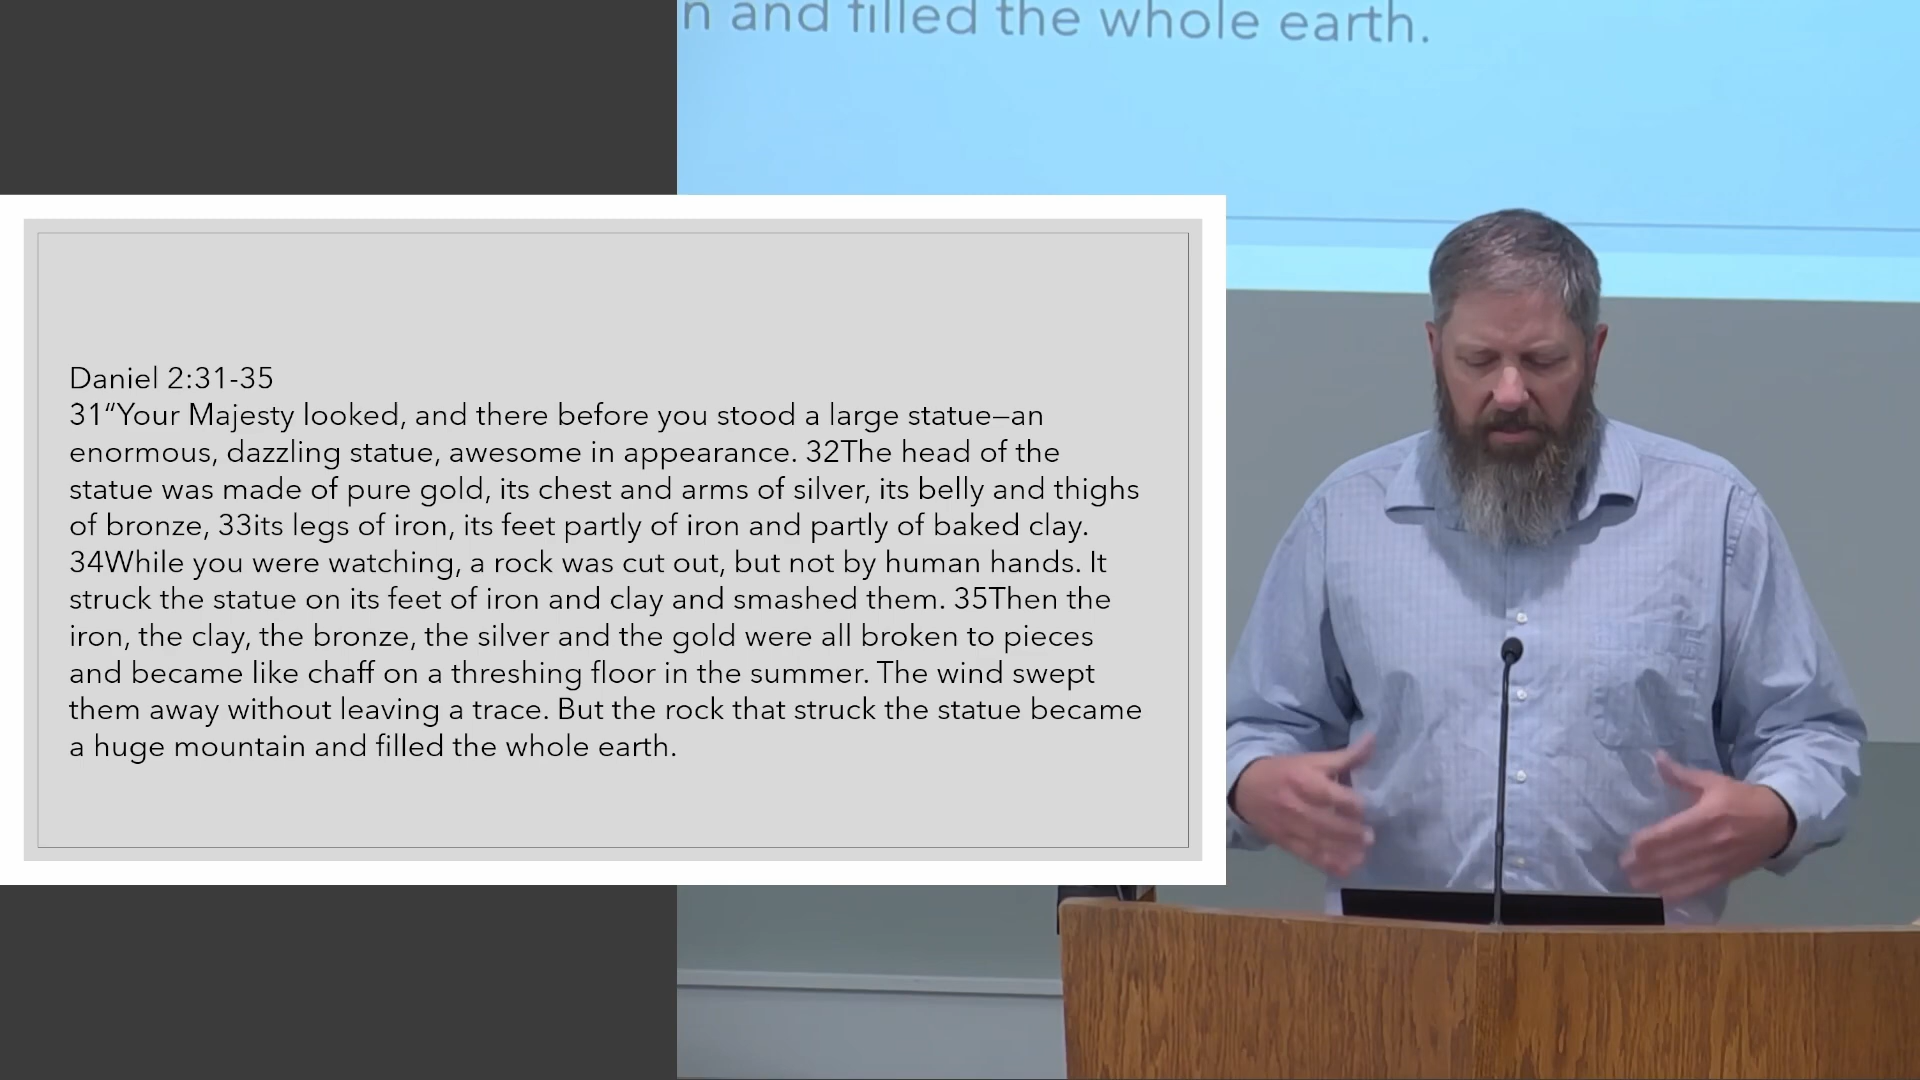 n and filled the whole earth.
Daniel 2:31-35
31“Your Majesty looked, and there before you stood a large statue—an
enormous, dazzling statue, awesome in appearance. 32The head of the
statue was made of pure gold, its chest and arms of silver, its belly and thighs
of bronze, 33its legs of iron, its feet partly of iron and partly of baked clay.
34While you were watching, a rock was cut out, but not by human hands. It
struck the statue on its feet of iron and clay and smashed them. 35Then the
iron, the clay, the bronze, the silver and the gold were all broken to pieces
and became like chaff on a threshing floor in the summer. The wind swept
them away without leaving a trace. But the rock that struck the statue became
a huge mountain and filled the whole earth.